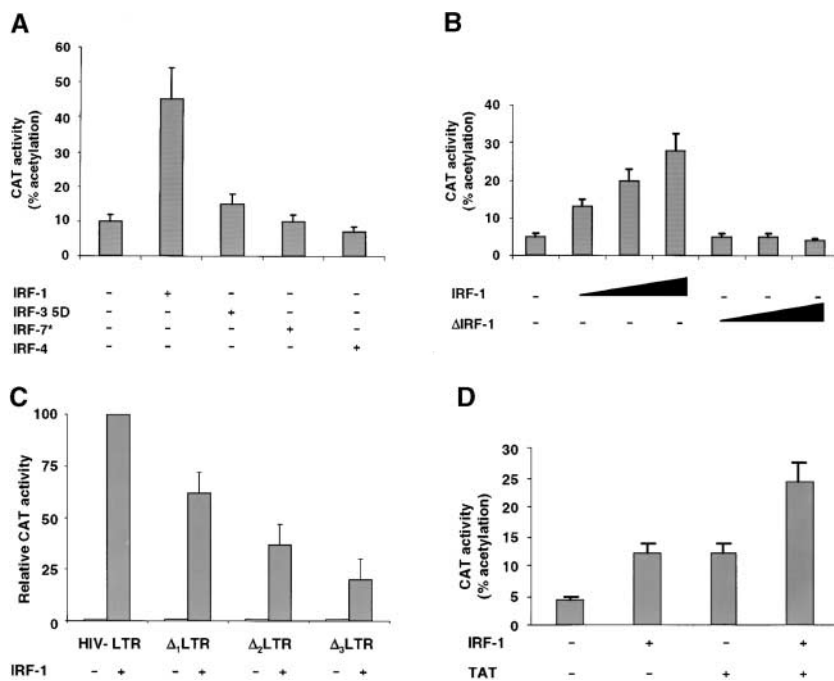 A
CAT activity
(% acetylation)
60
50
40
30
20
10
0
IRF-1 - + - - -
IRF-3 5D - - + - -
IRF-7* - - - + -
IRF-4 - - - - +
B
CAT activity
(% acetylation)
40
30
20
10
0
IRF-1 - - - -
ΔIRF-1 - - - -
C
Relative CAT activity
100
75
50
25
0
HIV- LTR Δ₁LTR Δ₂LTR Δ₃LTR
IRF-1 - + - + - + - +
D
CAT activity
(% acetylation)
30
25
20
15
10
5
0
IRF-1 - + - +
TAT - - + +